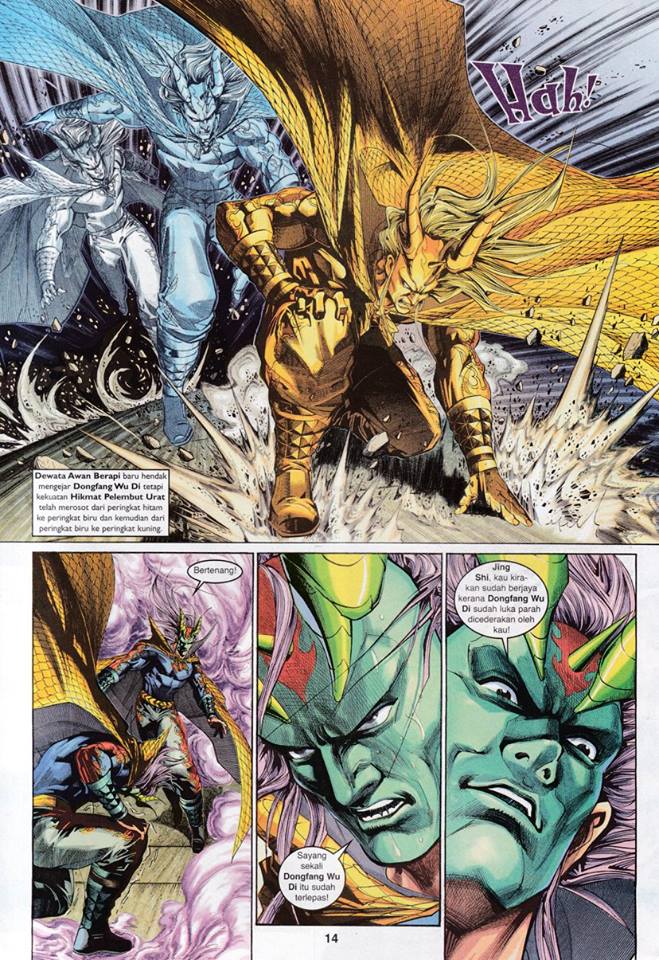 Hah!
Dewata Awan Berapi baru hendak
mengejar Dongfang Wu Di tetapi
kekuatan Hikmat Pelembut Urat
telah merosot dari peringkat hitam
ke peringkat biru dan kemudian dari
peringkat biru ke peringkat kuning.
Bertenang!
Sayang
sekali
Dongfang Wu
Di itu sudah
terlepas!
Jing
Shi, kau kira-
kan sudah berjaya
kerana Dongfang Wu
Di sudah luka parah
dicederakan oleh
kau!
14